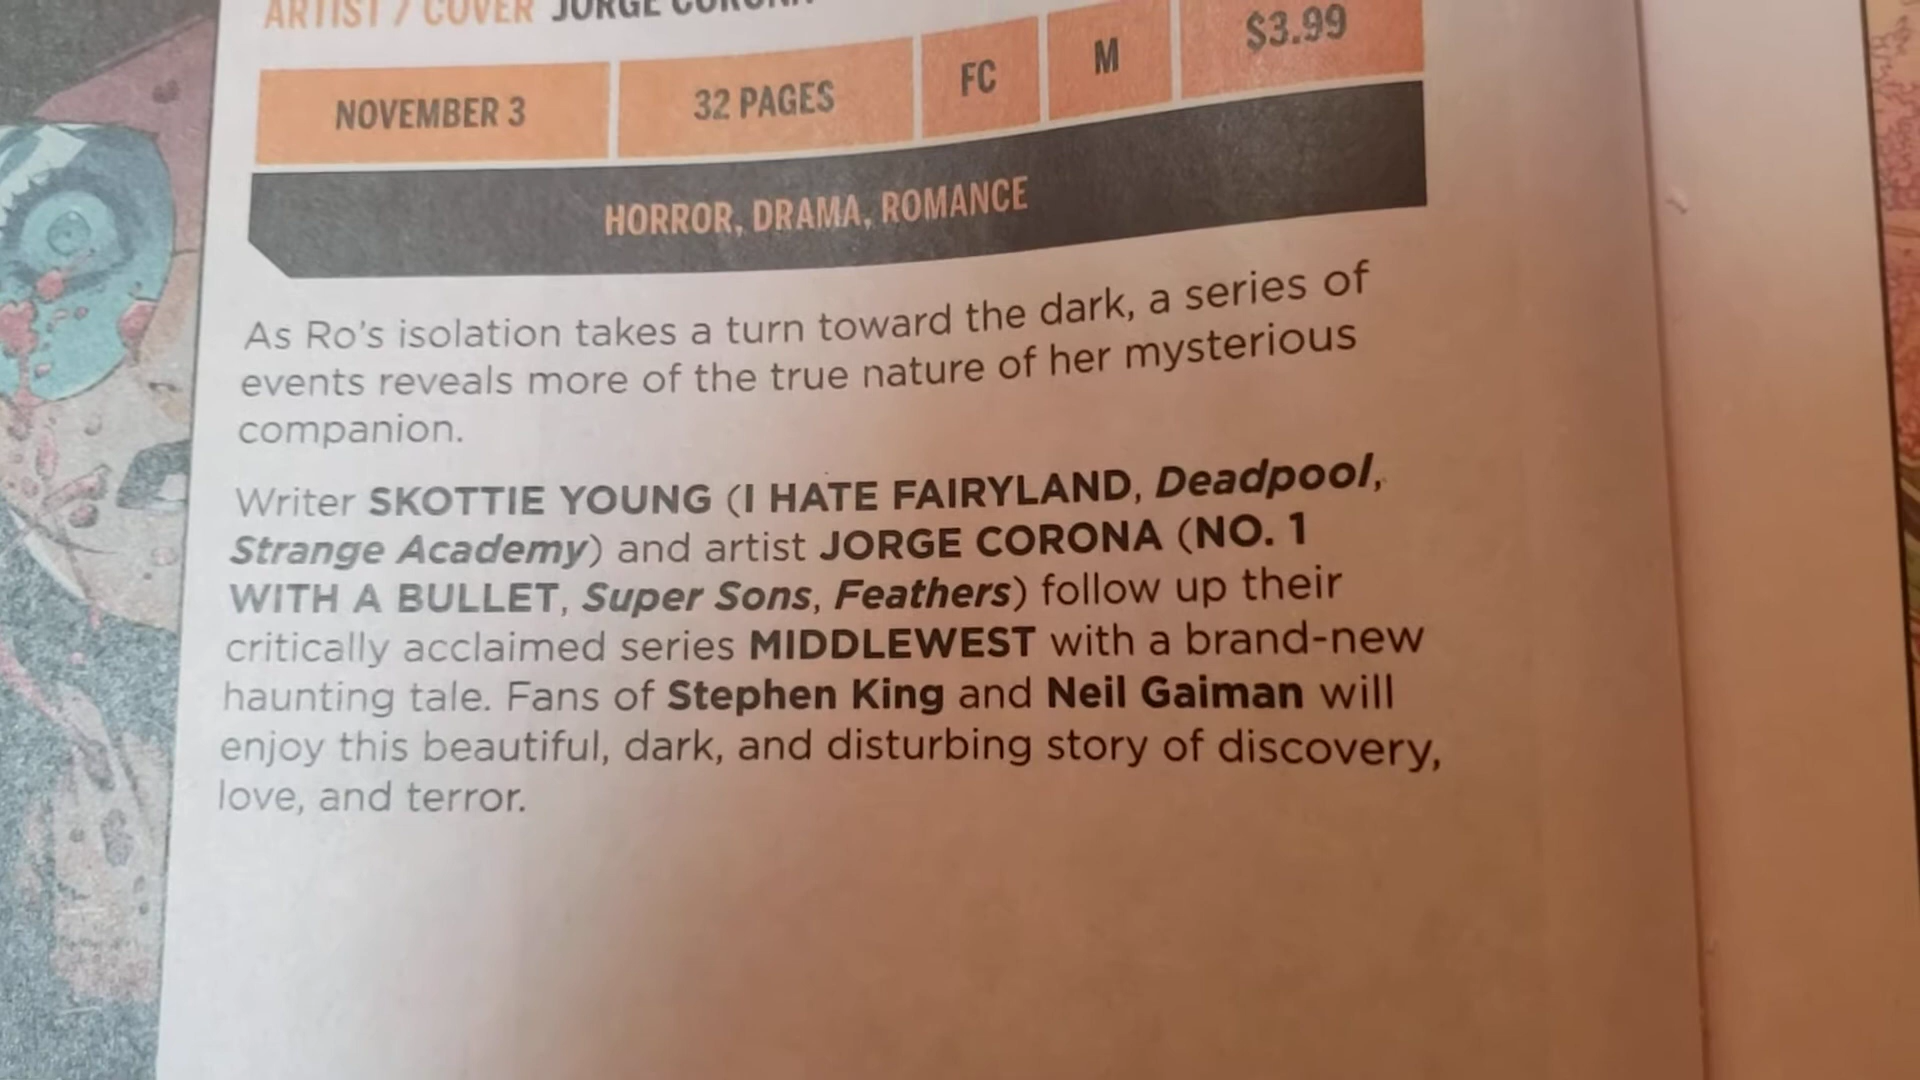 ARTIST / COVER JORGE CORONA
NOVEMBER 3 32 PAGES FC M $3.99
HORROR, DRAMA, ROMANCE
As Ro's isolation takes a turn toward the dark, a series of
events reveals more of the true nature of her mysterious
companion.
Writer SKOTTIE YOUNG (I HATE FAIRYLAND, Deadpool,
Strange Academy) and artist JORGE CORONA (NO. 1
WITH A BULLET, Super Sons, Feathers) follow up their
critically acclaimed series MIDDLEWEST with a brand-new
haunting tale. Fans of Stephen King and Neil Gaiman will
enjoy this beautiful, dark, and disturbing story of discovery,
love, and terror.